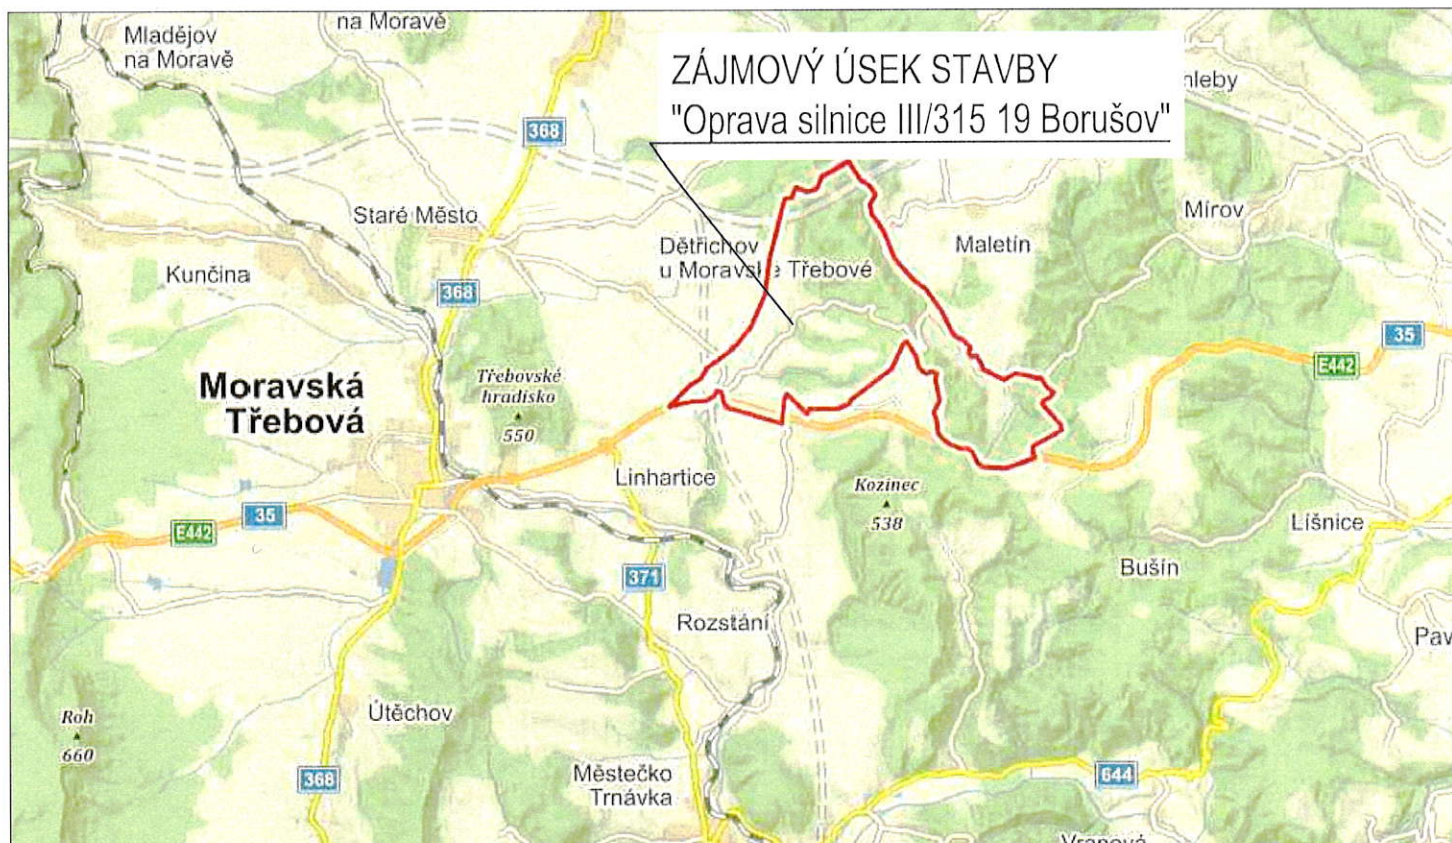 na Moravě
Mladějov
na Moravě
ZÁJMOVÝ ÚSEK STAVBY
"Oprava silnice III/315 19 Borušov"
368
Staré Město
Kunčina
368
Dětřichov
u Moravské Třebové
Maletín
Mírov
35
E442
Moravská
Třebová
Třebovské
hradisko
550
Linhartice
Kozinec
538
E442
35
Líšnice
Bušín
371
Rozstání
Útěchov
Roh
660
368
Městečko
Trnávka
644